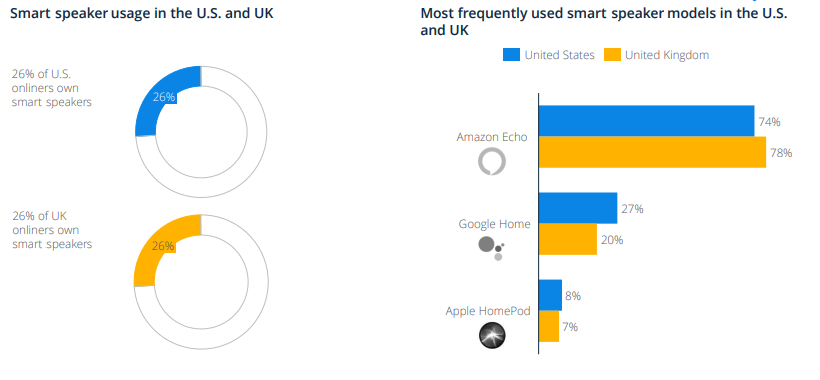 Smart speaker usage in the U.S. and UK
26% of U.S.
onliners own
smart speakers
26%
26% of UK
onliners own
smart speakers
26%
Most frequently used smart speaker models in the U.S.
and UK
United States
United Kingdom
Amazon Echo
74%
78%
Google Home
27%
20%
Apple HomePod
8%
7%